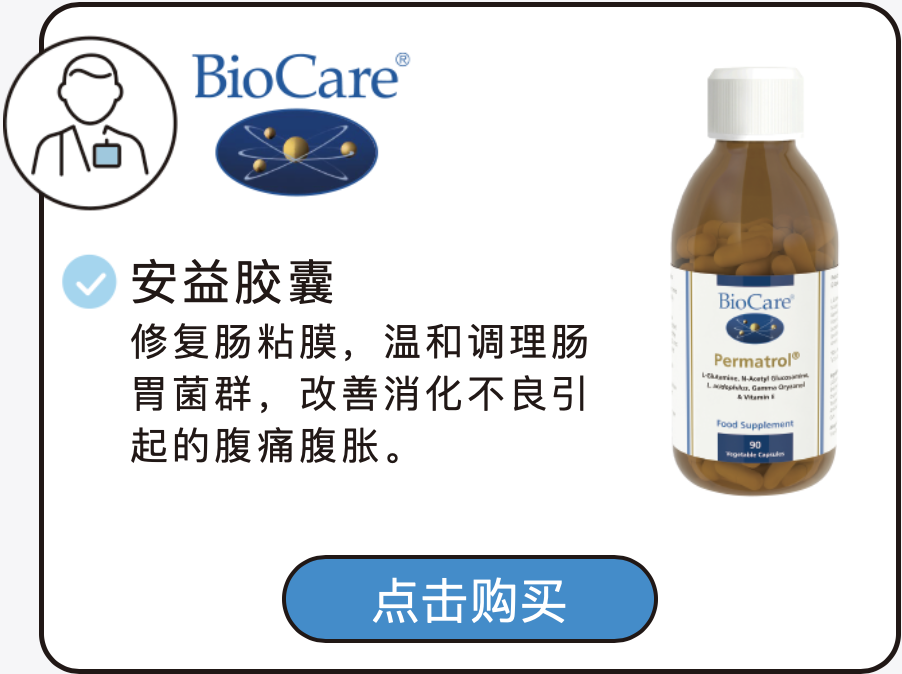 BioCare®
安益胶囊
修复肠粘膜，温和调理肠
胃菌群，改善消化不良引
起的腹痛腹胀。
BioCare®
Permatrol®
L-Glutamine, N-Acetyl Glucosamine,
L. acidophilus, Gamma Oryzanol
& Vitamin E
Food Supplement
90
Vegetable Capsules
点击购买